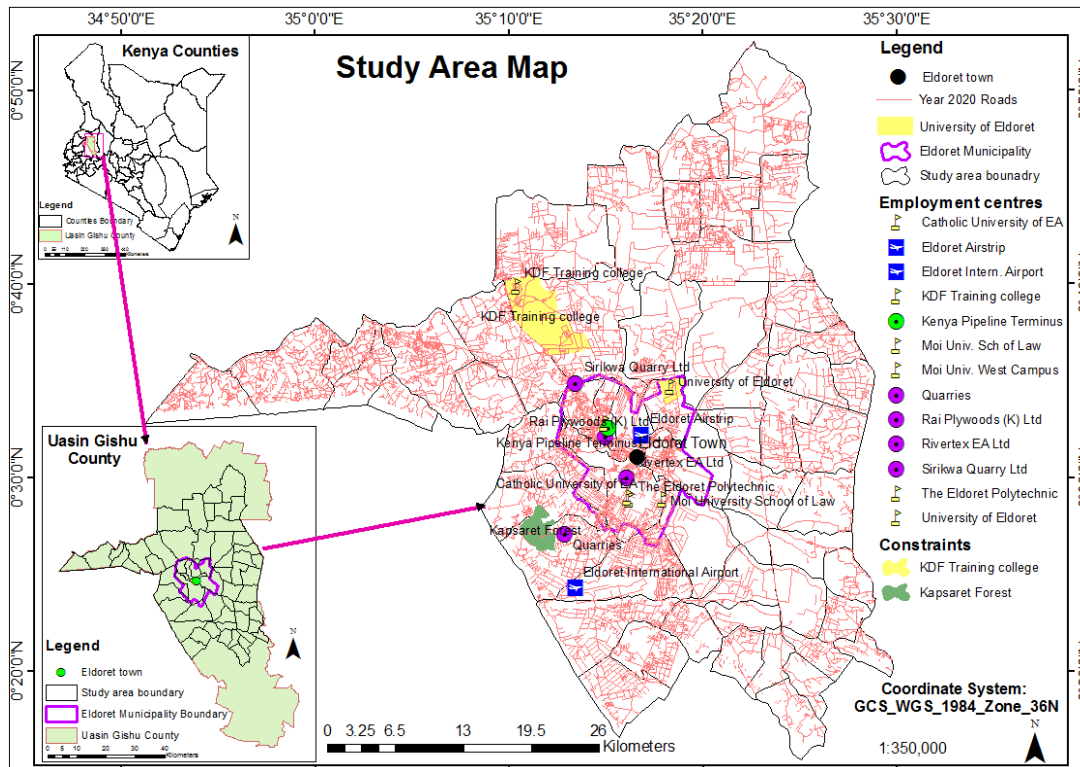 34°50'0"E
35°0'0"E
35°10'0"E
35°20'0"E
35°30'0"E
0°50'0"N
0°40'0"N
0°30'0"N
0°20'0"N
Kenya Counties
Legend
Counties Boundary
Uasin Gishu County
Kilometers
N
Study Area Map
Legend
Eldoret town
Year 2020 Roads
University of Eldoret
Eldoret Municipality
Study area bounadry
Employment centres
Catholic University of EA
Eldoret Airstrip
Eldoret Intern. Airport
KDF Training college
Kenya Pipeline Terminus
Moi Univ. Sch of Law
Moi Univ. West Campus
Quarries
Rai Plywoods (K) Ltd
Rivertex EA Ltd
Sirikwa Quarry Ltd
The Eldoret Polytechnic
University of Eldoret
Constraints
KDF Training college
Kapsaret Forest
KDF Training college
KDF Training college
Sirikwa Quarry Ltd
University of Eldoret
Rai Plywoods (K) Ltd
Eldoret Airstrip
Kenya Pipeline Terminus
Eldoret Town
Rivertex EA Ltd
Catholic University of EA
The Eldoret Polytechnic
Moi University School of Law
Kapsaret Forest
Quarries
Eldoret International Airport
Uasin Gishu
County
Legend
Eldoret town
Study area boundary
Eldoret Municipality Boundary
Uasin Gishu County
0 5 10 20 30 40
Kilometers
N
0 3.25 6.5 13 19.5 26
Kilometers
Coordinate System:
GCS_WGS_1984_Zone_36N
1:350,000
N